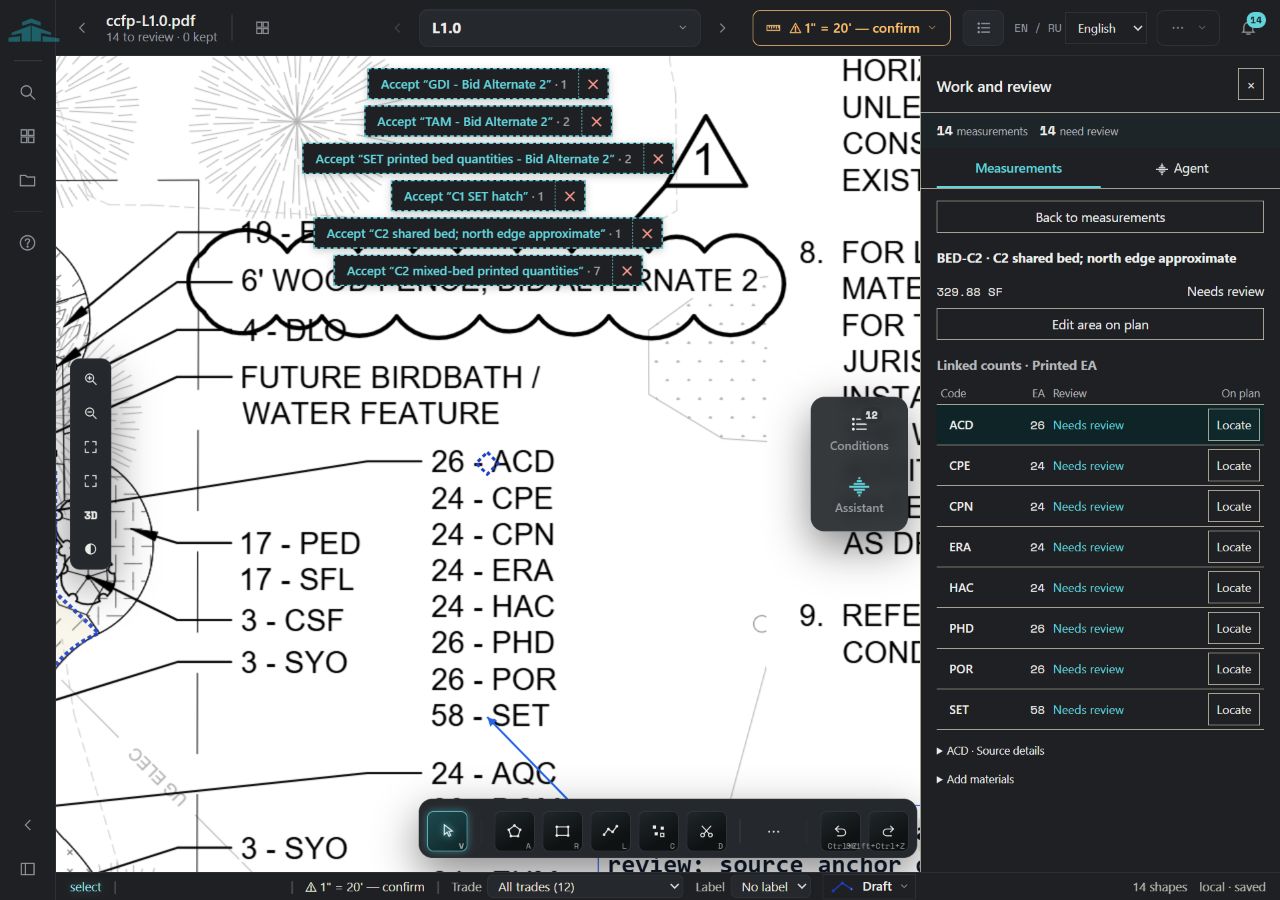 ccfp-L1.0.pdf
14 to review · 0 kept
L1.0
1" = 20' — confirm
EN / RU
English
14
Accept “GDI - Bid Alternate 2” · 1
Accept “TAM - Bid Alternate 2” · 2
Accept “SET printed bed quantities - Bid Alternate 2” · 2
Accept “C1 SET hatch” · 1
Accept “C2 shared bed; north edge approximate” · 1
Accept “C2 mixed-bed printed quantities” · 7
1
19 -
6' WOOD FENCE, BID ALTERNATE 2
4 - DLO
FUTURE BIRDBATH /
WATER FEATURE
26 - ACD
24 - CPE
24 - CPN
24 - ERA
24 - HAC
26 - PHD
26 - POR
58 - SET
24 - AQC
17 - PED
17 - SFL
3 - CSF
3 - SYO
3 - SYO
UG ELEC
8. FOR
9. REFE
COND
AS
review: source anchor
3D
12
Conditions
Assistant
V
A
R
L
C
D
Work and review
×
14 measurements 14 need review
Measurements
Agent
Back to measurements
BED-C2 · C2 shared bed; north edge approximate
329.88 SF Needs review
Edit area on plan
Linked counts · Printed EA
Code EA Review On plan
ACD 26 Needs review Locate
CPE 24 Needs review Locate
CPN 24 Needs review Locate
ERA 24 Needs review Locate
HAC 24 Needs review Locate
PHD 26 Needs review Locate
POR 26 Needs review Locate
SET 58 Needs review Locate
ACD · Source details
Add materials
select
1" = 20' — confirm
Trade All trades (12)
Label No label
Draft
14 shapes local · saved